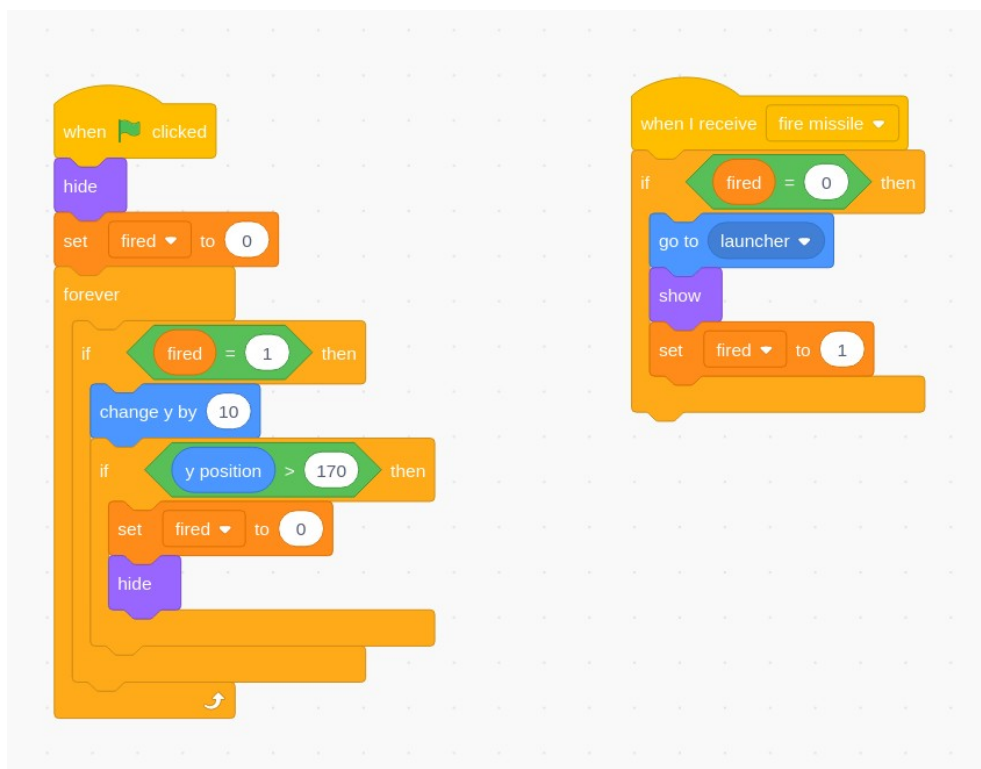 when clicked
hide
set fired to 0
forever
if fired = 1 then
change y by 10
if y position > 170 then
set fired to 0
hide
when I receive fire missile
if fired = 0 then
go to launcher
show
set fired to 1